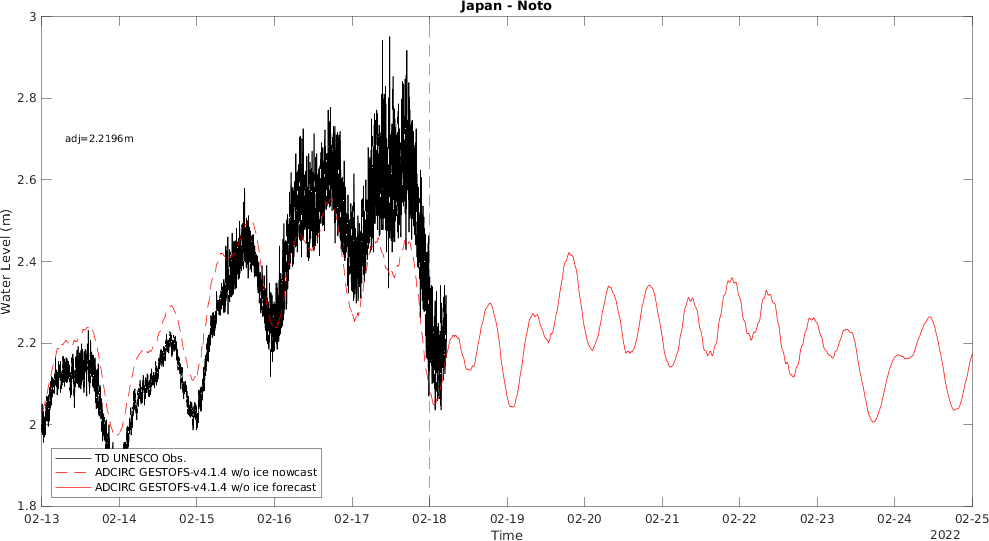 Japan - Noto
3
2.8
2.6
2.4
2.2
2
1.8
Water Level (m)
adj=2.2196m
TD UNESCO Obs.
ADCIRC GESTOFS-v4.1.4 w/o ice nowcast
ADCIRC GESTOFS-v4.1.4 w/o ice forecast
02-13 02-14 02-15 02-16 02-17 02-18 02-19 02-20 02-21 02-22 02-23 02-24 02-25
Time
2022